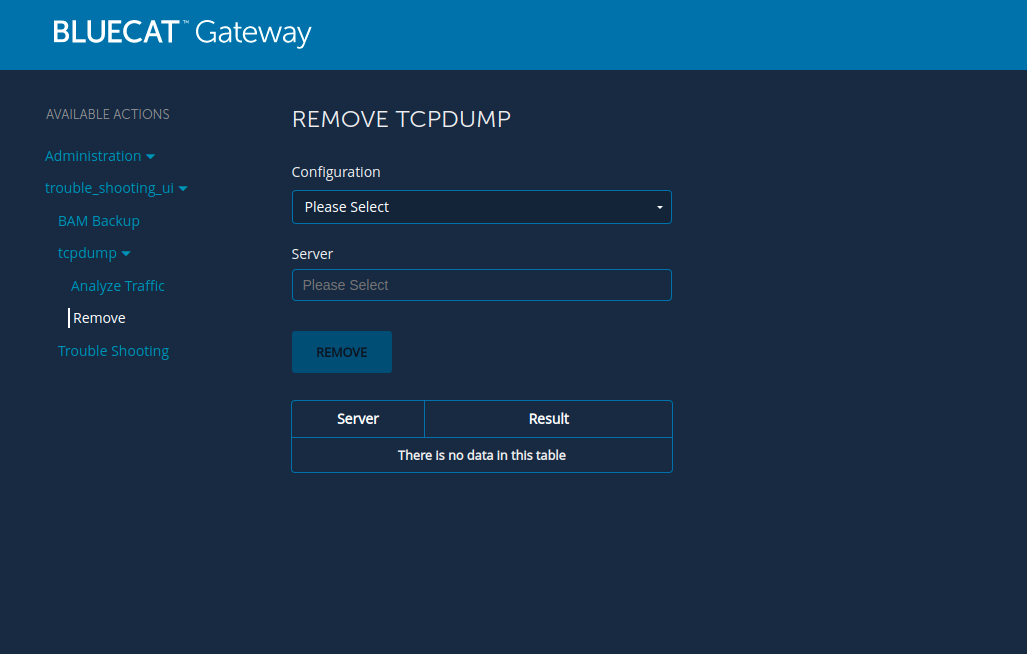 BLUECAT™ Gateway
AVAILABLE ACTIONS
Administration
trouble_shooting_ui
BAM Backup
tcpdump
Analyze Traffic
Remove
Trouble Shooting
REMOVE TCPDUMP
Configuration
Please Select
Server
Please Select
REMOVE
Server Result
There is no data in this table